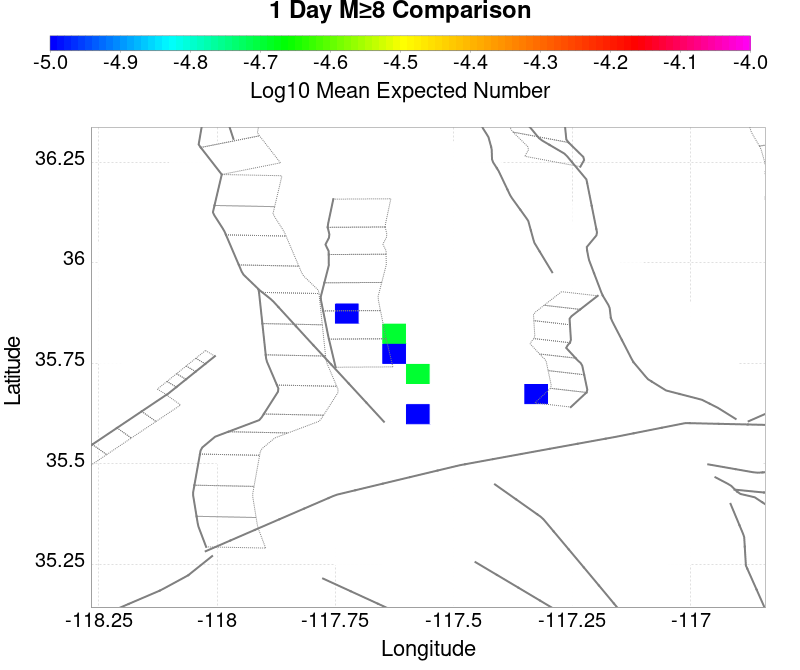 1 Day M≥8 Comparison
-5.0 -4.9 -4.8 -4.7 -4.6 -4.5 -4.4 -4.3 -4.2 -4.1 -4.0
Log10 Mean Expected Number
36.25
36
35.75
35.5
35.25
Latitude
-118.25 -118 -117.75 -117.5 -117.25 -117
Longitude